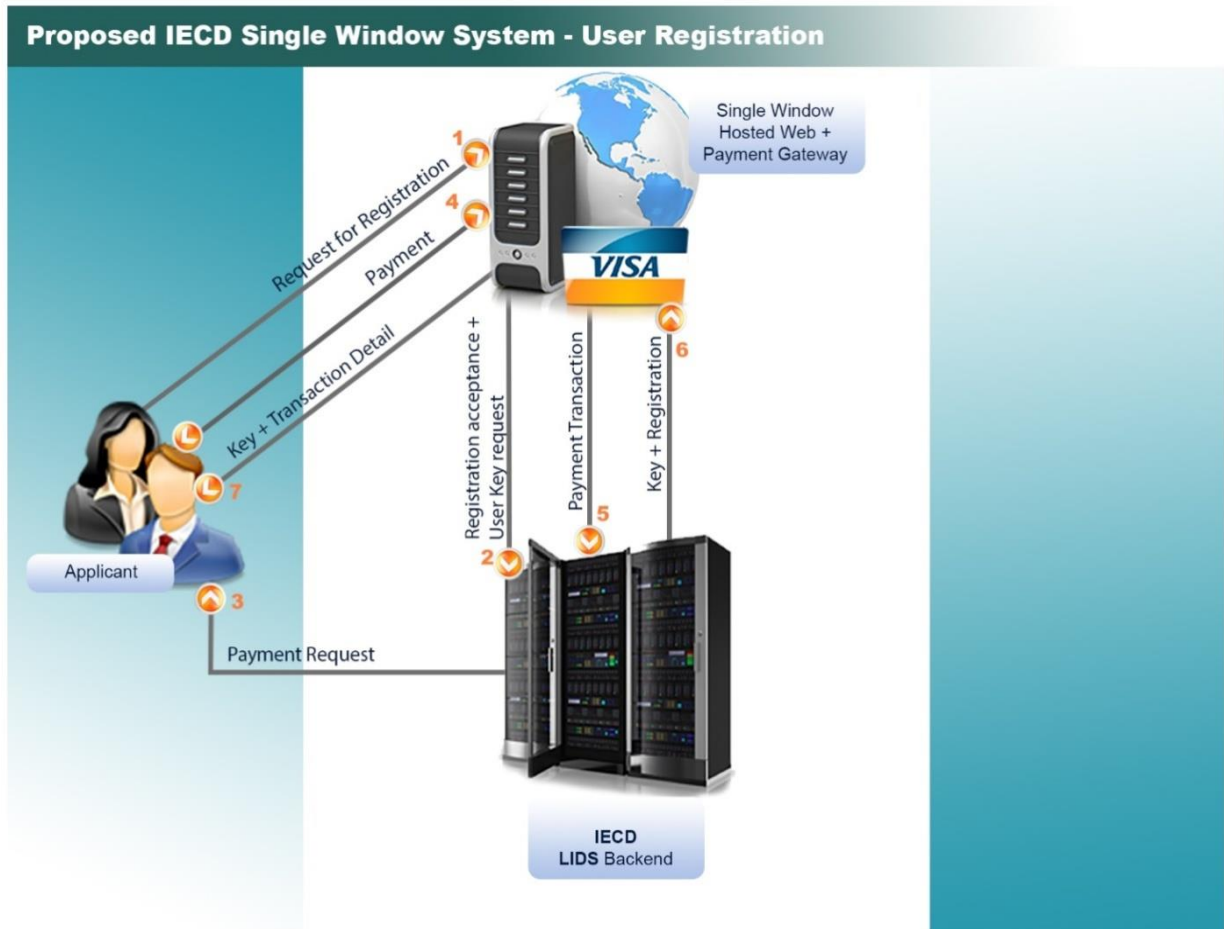 Proposed IECD Single Window System - User Registration
Single Window
Hosted Web +
Payment Gateway
1
Request for Registration
4
Payment
VISA
Key + Transaction Detail
7
Registration acceptance +
User Key request
2
Payment Transaction
5
Key + Registration
6
Applicant
3
Payment Request
IECD
LIDS Backend